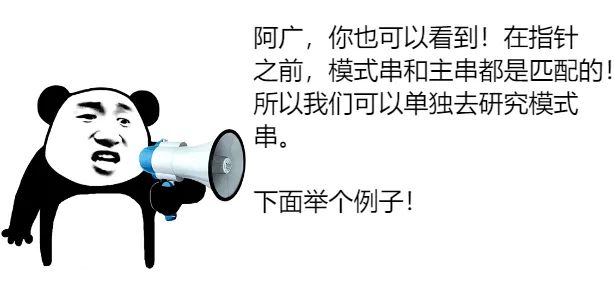 阿广，你也可以看到！在指针
之前，模式串和主串都是匹配的！
所以我们可以单独去研究模式
串。
下面举个例子！